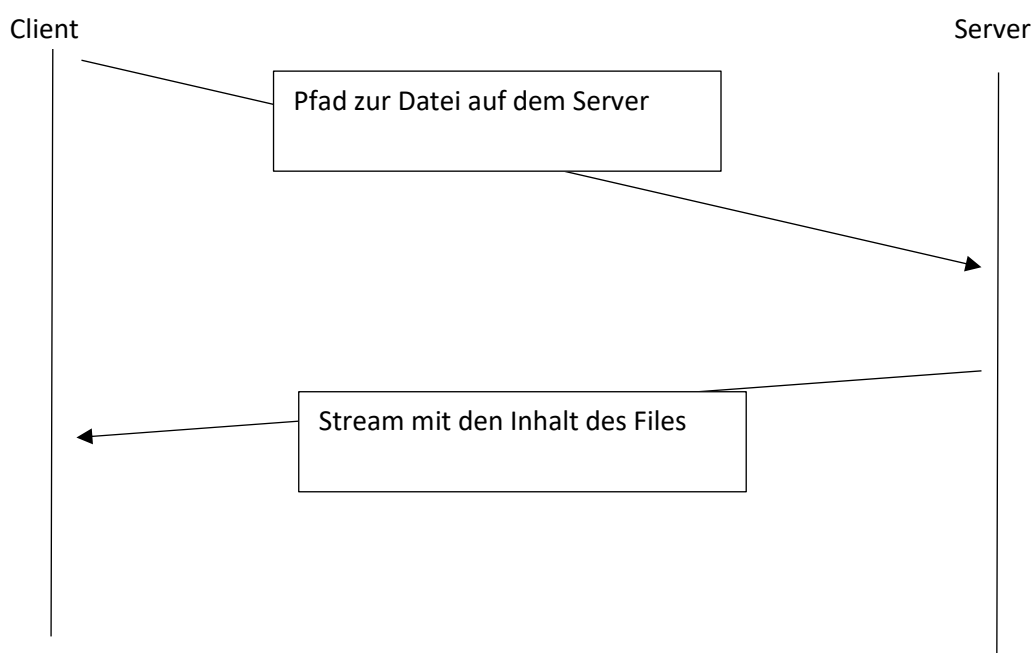 Client
Server
Pfad zur Datei auf dem Server
Stream mit den Inhalt des Files